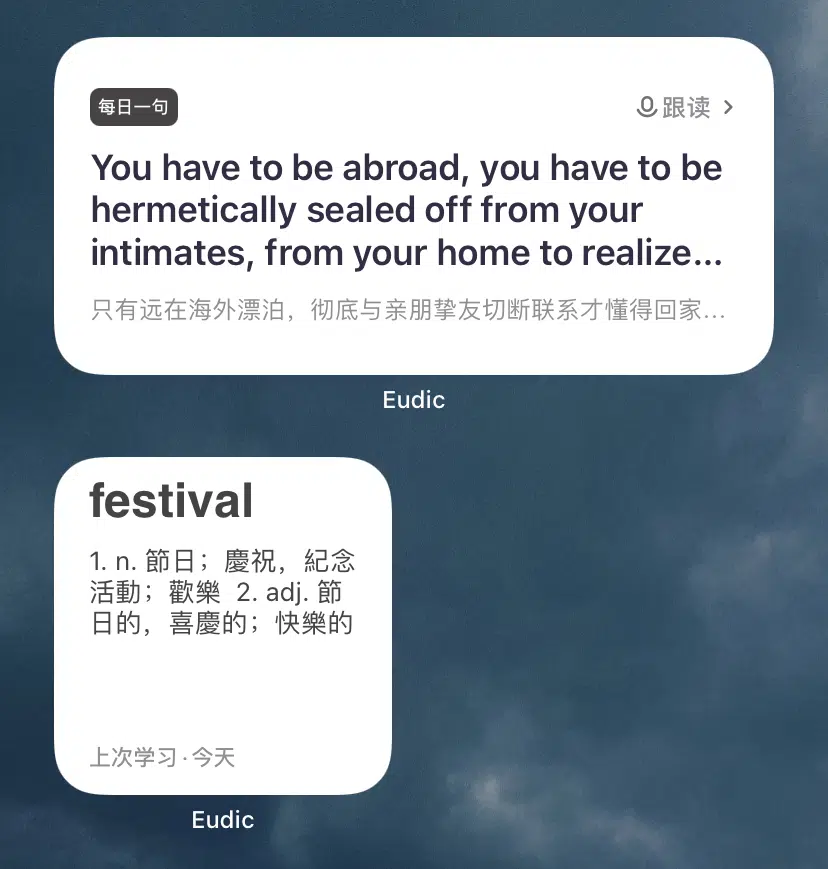 每日一句
跟读
You have to be abroad, you have to be
hermetically sealed off from your
intimates, from your home to realize...
只有远在海外漂泊，彻底与亲朋挚友切断联系才懂得回家...
Eudic
festival
1. n. 節日；慶祝，紀念
活動；歡樂 2. adj. 節
日的，喜慶的；快樂的
上次学习·今天
Eudic